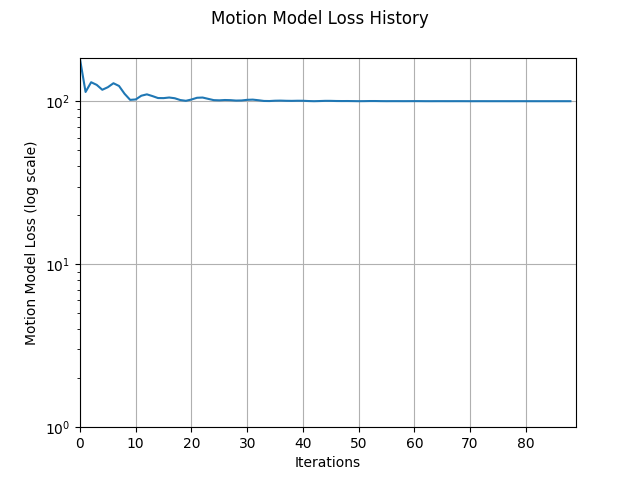 Motion Model Loss History
Motion Model Loss (log scale)
10²
10¹
10⁰
0 10 20 30 40 50 60 70 80
Iterations